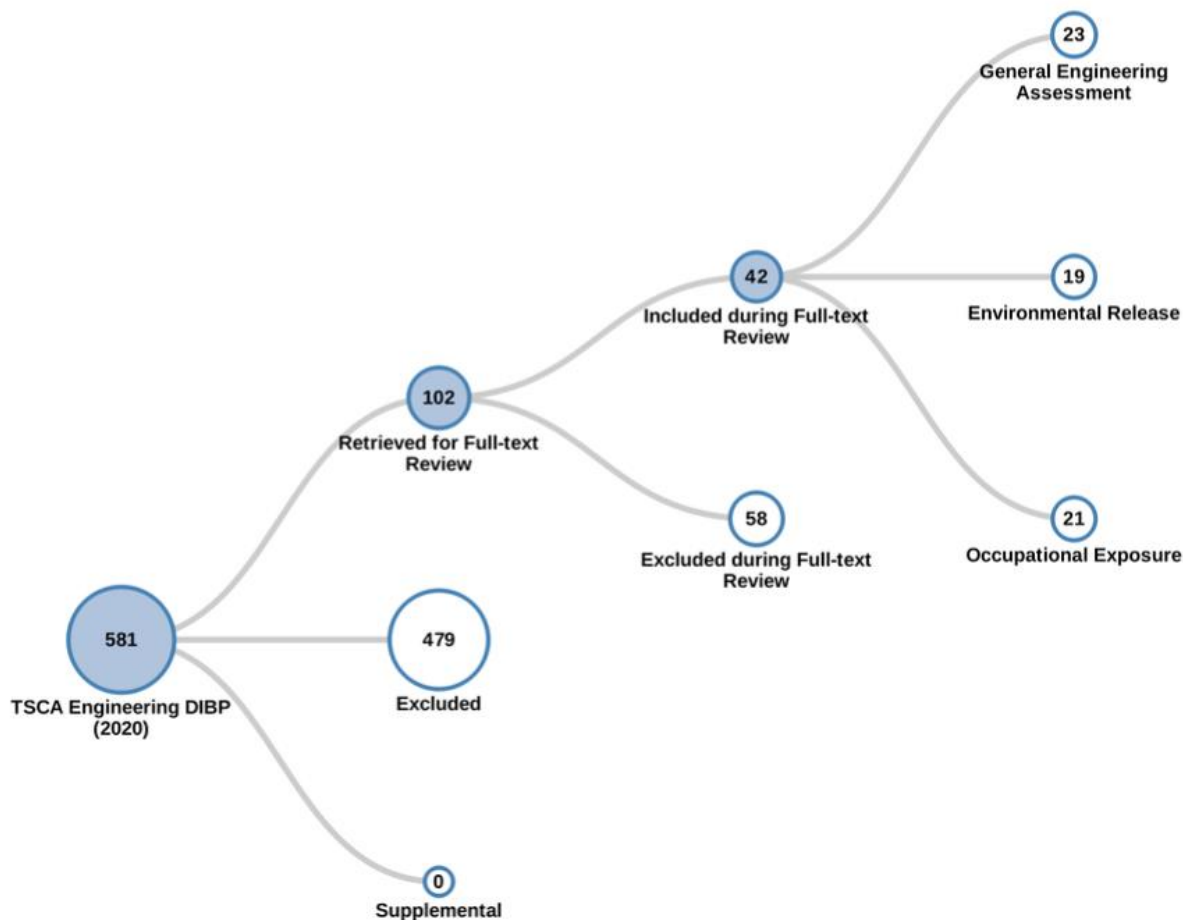 23
General Engineering
Assessment
42
Included during Full-text
Review
19
Environmental Release
102
Retrieved for Full-text
Review
58
Excluded during Full-text
Review
21
Occupational Exposure
581
TSCA Engineering DIBP
(2020)
479
Excluded
0
Supplemental